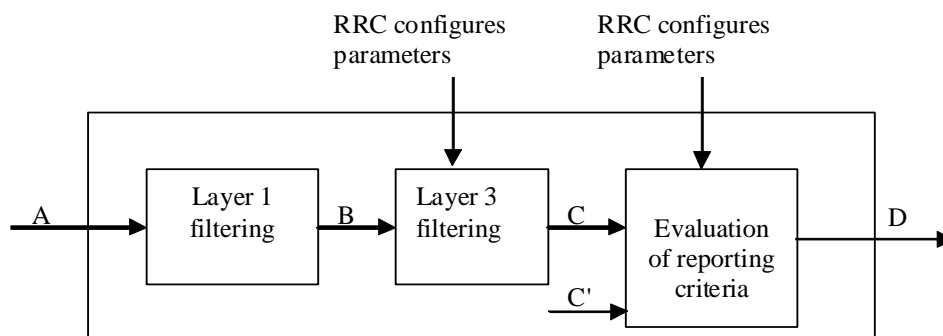 RRC configures
parameters
RRC configures
parameters
A
Layer 1
filtering
B
Layer 3
filtering
C
C'
Evaluation
of reporting
criteria
D